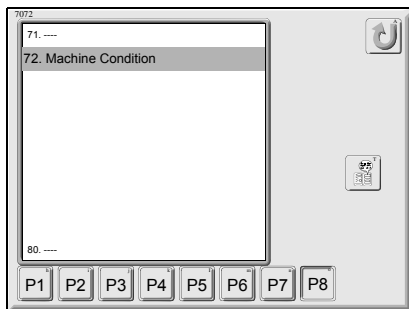 7072
71. ----
72. Machine Condition
80. ----
P1 P2 P3 P4 P5 P6 P7 P8